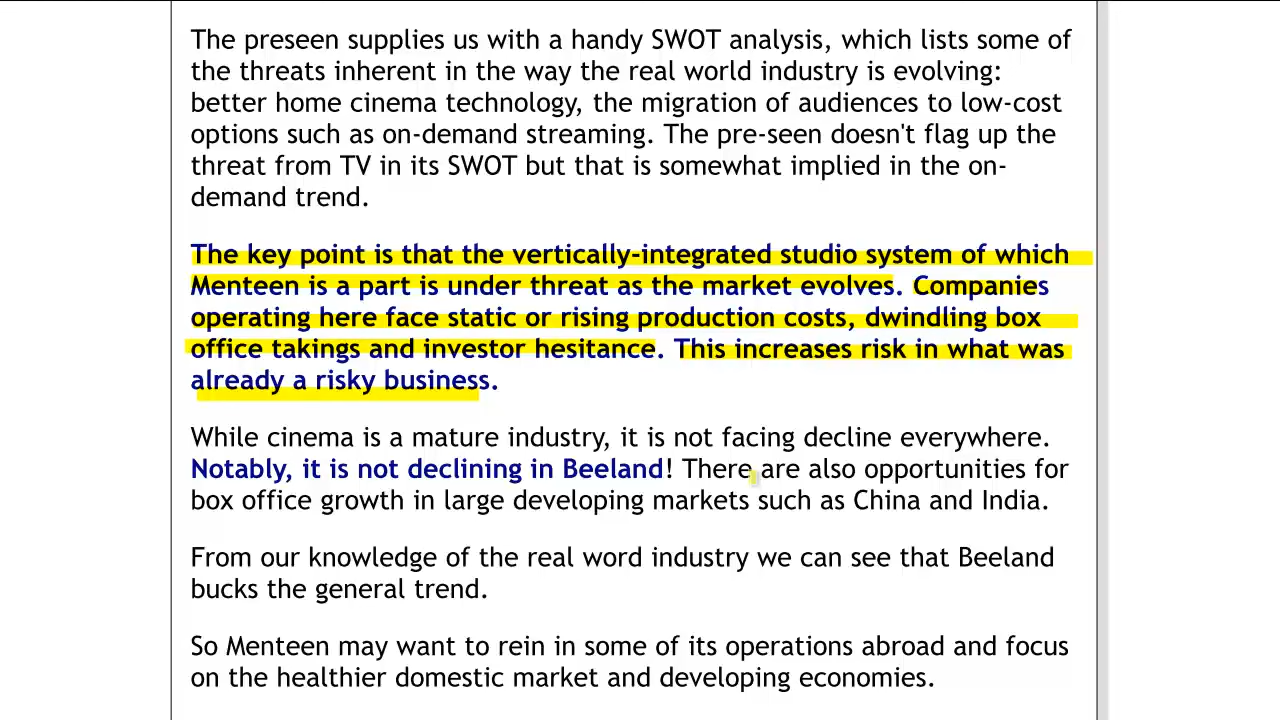 The preseen supplies us with a handy SWOT analysis, which lists some of
the threats inherent in the way the real world industry is evolving:
better home cinema technology, the migration of audiences to low-cost
options such as on-demand streaming. The pre-seen doesn't flag up the
threat from TV in its SWOT but that is somewhat implied in the on-
demand trend.
The key point is that the vertically-integrated studio system of which
Menteen is a part is under threat as the market evolves. Companies
operating here face static or rising production costs, dwindling box
office takings and investor hesitance. This increases risk in what was
already a risky business.
While cinema is a mature industry, it is not facing decline everywhere.
Notably, it is not declining in Beeland! There are also opportunities for
box office growth in large developing markets such as China and India.
From our knowledge of the real word industry we can see that Beeland
bucks the general trend.
So Menteen may want to rein in some of its operations abroad and focus
on the healthier domestic market and developing economies.